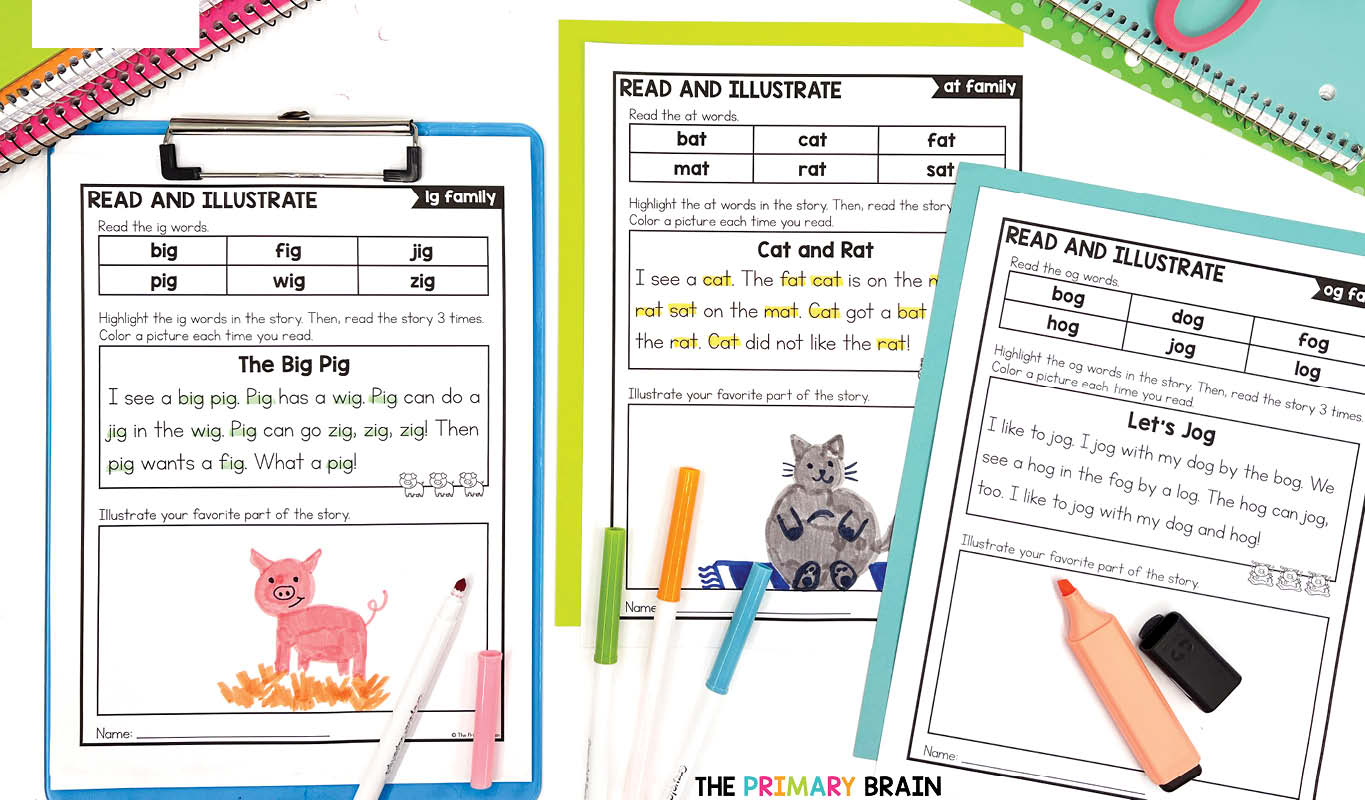 READ AND ILLUSTRATE
ig family
Read the ig words.
big fig jig
pig wig zig
Highlight the ig words in the story. Then, read the story 3 times.
Color a picture each time you read.
The Big Pig
I see a big pig. Pig has a wig. Pig can do a
jig in the wig. Pig can go zig, zig, zig! Then
pig wants a fig. What a pig!
Illustrate your favorite part of the story.
Name:
© The
READ AND ILLUSTRATE
at family
Read the at words.
bat cat fat
mat rat sat
Highlight the at words in the story. Then, read the story
Color a picture each time you read.
Cat and Rat
I see a cat. The fat cat is on the
rat sat on the mat. Cat got a bat
the rat. Cat did not like the rat!
Illustrate your favorite part of the story.
Name
READ AND ILLUSTRATE
og fa
Read the og words.
bog dog fog
hog jog log
Highlight the og words in the story. Then, read the story 3 times.
Color a picture each time you read.
Let's Jog
I like to jog. I jog with my dog by the bog. We
see a hog in the fog by a log. The hog can jog,
too. I like to jog with my dog and hog!
Illustrate your favorite part of the story.
Name:
THE PRIMARY BRAIN